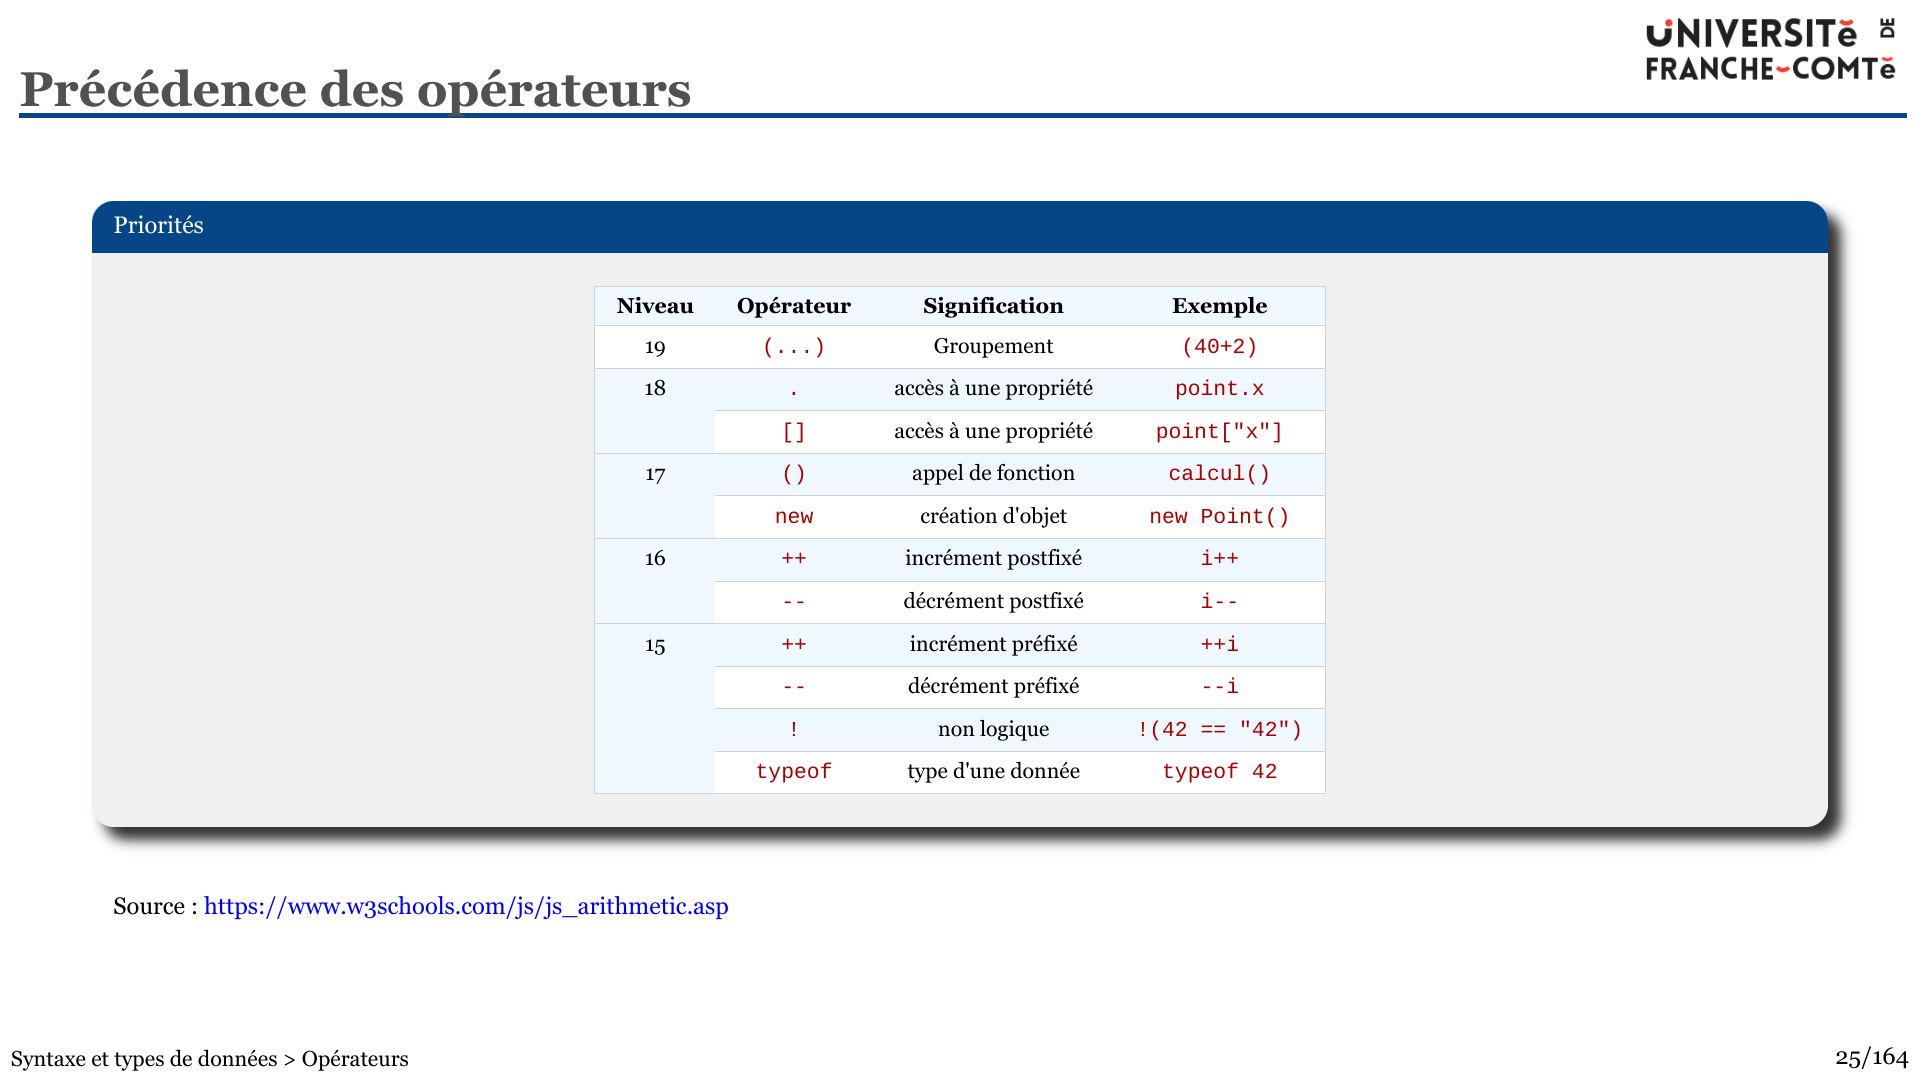 UNIVERSITé DE
FRANCHE-COMTé
Précédence des opérateurs
Priorités
Niveau Opérateur Signification Exemple
19 (...) Groupement (40+2)
18 . accès à une propriété point.x
[] accès à une propriété point["x"]
17 () appel de fonction calcul()
new création d'objet new Point()
16 ++ incrément postfixé i++
-- décrément postfixé i--
15 ++ incrément préfixé ++i
-- décrément préfixé --i
! non logique !(42 == "42")
typeof type d'une donnée typeof 42
Source : https://www.w3schools.com/js/js_arithmetic.asp
Syntaxe et types de données > Opérateurs
25/164